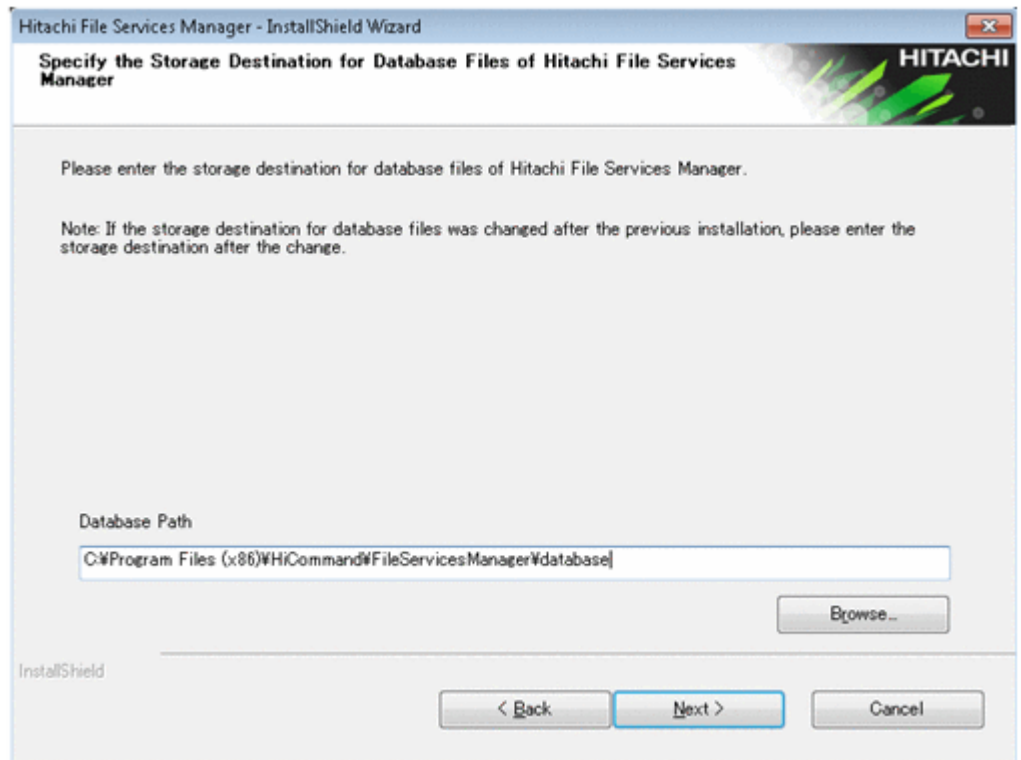 Hitachi File Services Manager - InstallShield Wizard
Specify the Storage Destination for Database Files of Hitachi File Services
Manager
HITACHI
Please enter the storage destination for database files of Hitachi File Services Manager.
Note: If the storage destination for database files was changed after the previous installation, please enter the
storage destination after the change.
Database Path
C:¥Program Files (x86)¥HiCommand¥FileServicesManager¥database
Browse...
InstallShield
< Back
Next >
Cancel